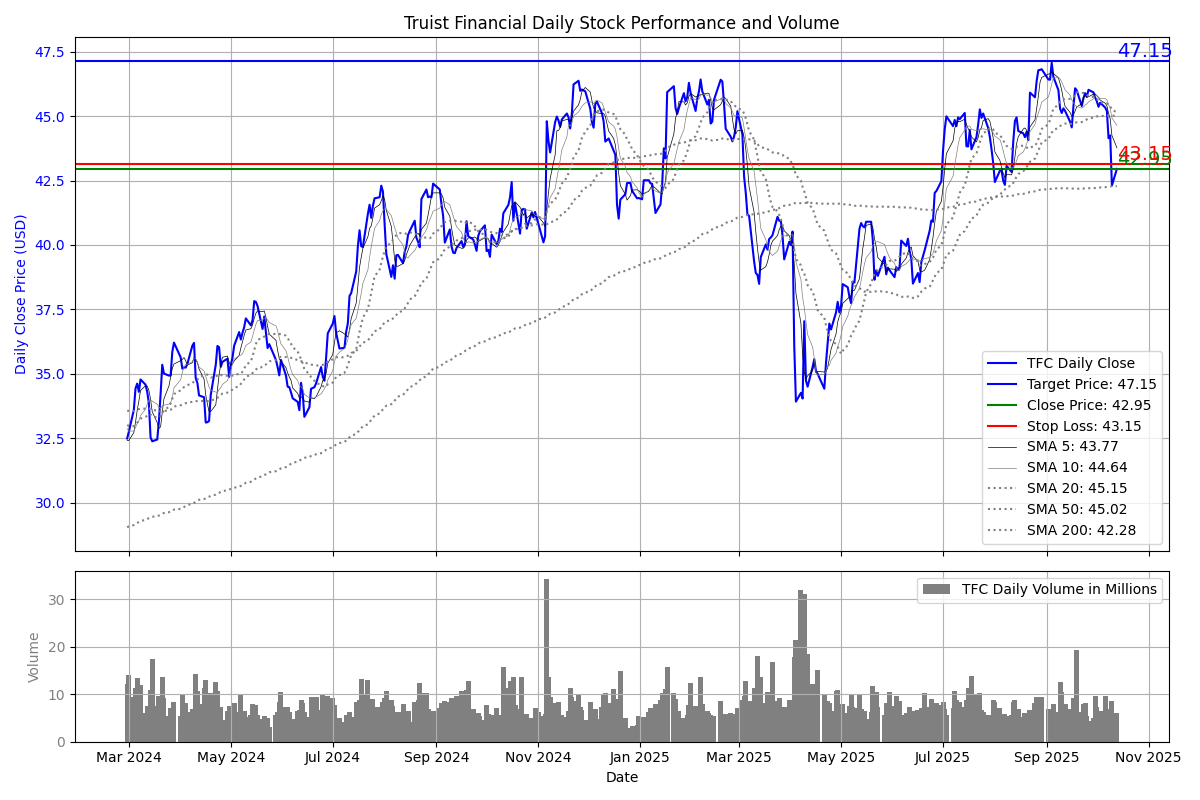 Truist Financial Daily Stock Performance and Volume
47.5
45.0
42.5
40.0
37.5
35.0
32.5
30.0
Daily Close Price (USD)
47.15
43.15
42.95
TFC Daily Close
Target Price: 47.15
Close Price: 42.95
Stop Loss: 43.15
SMA 5: 43.77
SMA 10: 44.64
SMA 20: 45.15
SMA 50: 45.02
SMA 200: 42.28
30
20
10
0
Volume
TFC Daily Volume in Millions
Mar 2024 May 2024 Jul 2024 Sep 2024 Nov 2024 Jan 2025 Mar 2025 May 2025 Jul 2025 Sep 2025 Nov 2025
Date